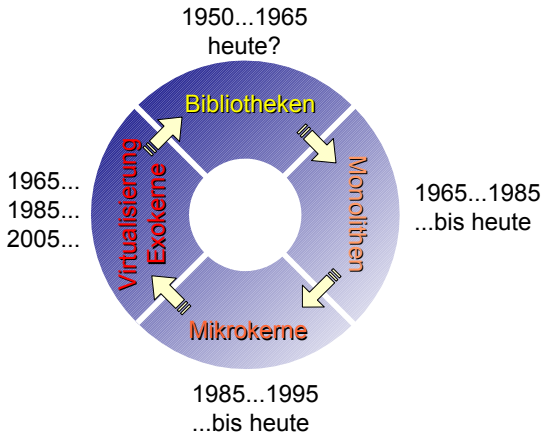 1950...1965
heute?
Bibliotheken
Monolithen
1965...1985
...bis heute
Mikrokerne
1985...1995
...bis heute
Virtualisierung
Exokerne
1965...
1985...
2005...